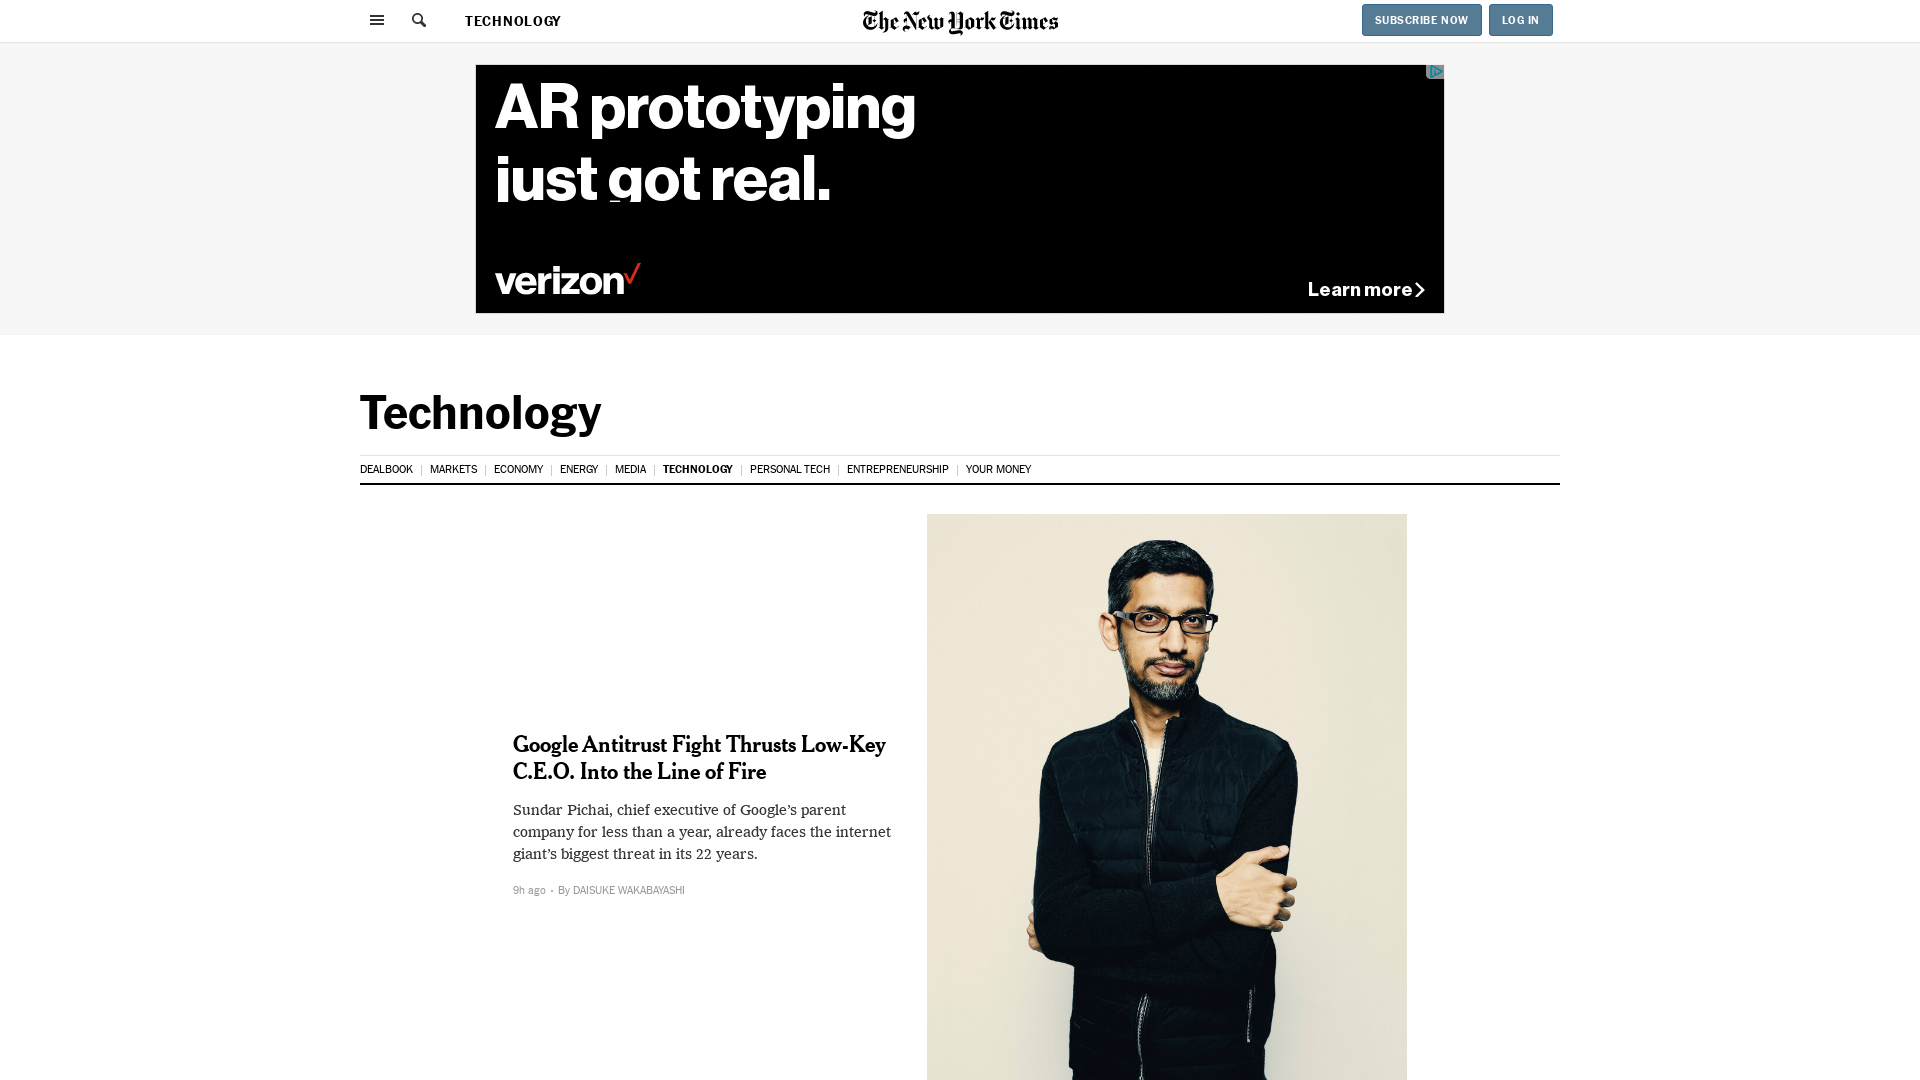 TECHNOLOGY
The New York Times
SUBSCRIBE NOW
LOG IN
AR prototyping
just got real.
verizon
Learn more
Technology
DEALBOOK
MARKETS
ECONOMY
ENERGY
MEDIA
TECHNOLOGY
PERSONAL TECH
ENTREPRENEURSHIP
YOUR MONEY
Google Antitrust Fight Thrusts Low-Key
C.E.O. Into the Line of Fire
Sundar Pichai, chief executive of Google’s parent
company for less than a year, already faces the internet
giant’s biggest threat in its 22 years.
9h ago • By DAISUKE WAKABAYASHI